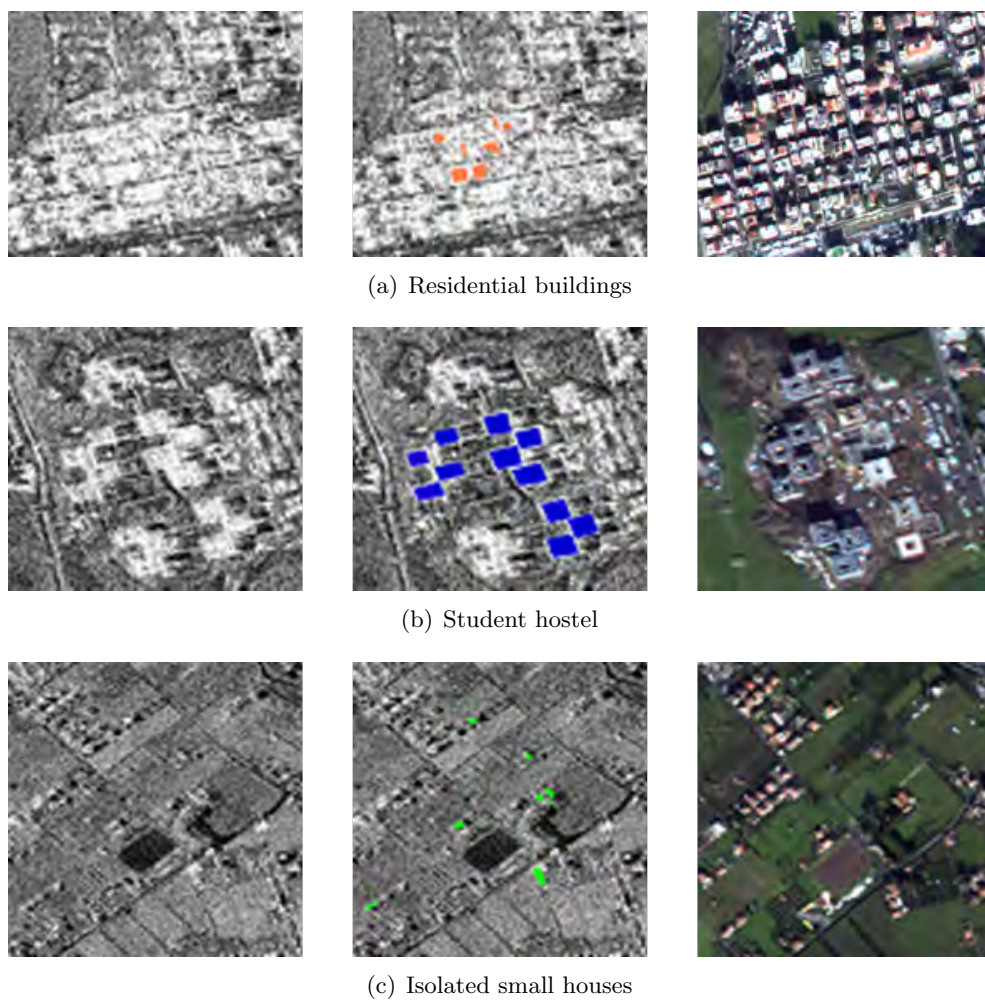 (a) Residential buildings
(b) Student hostel
(c) Isolated small houses